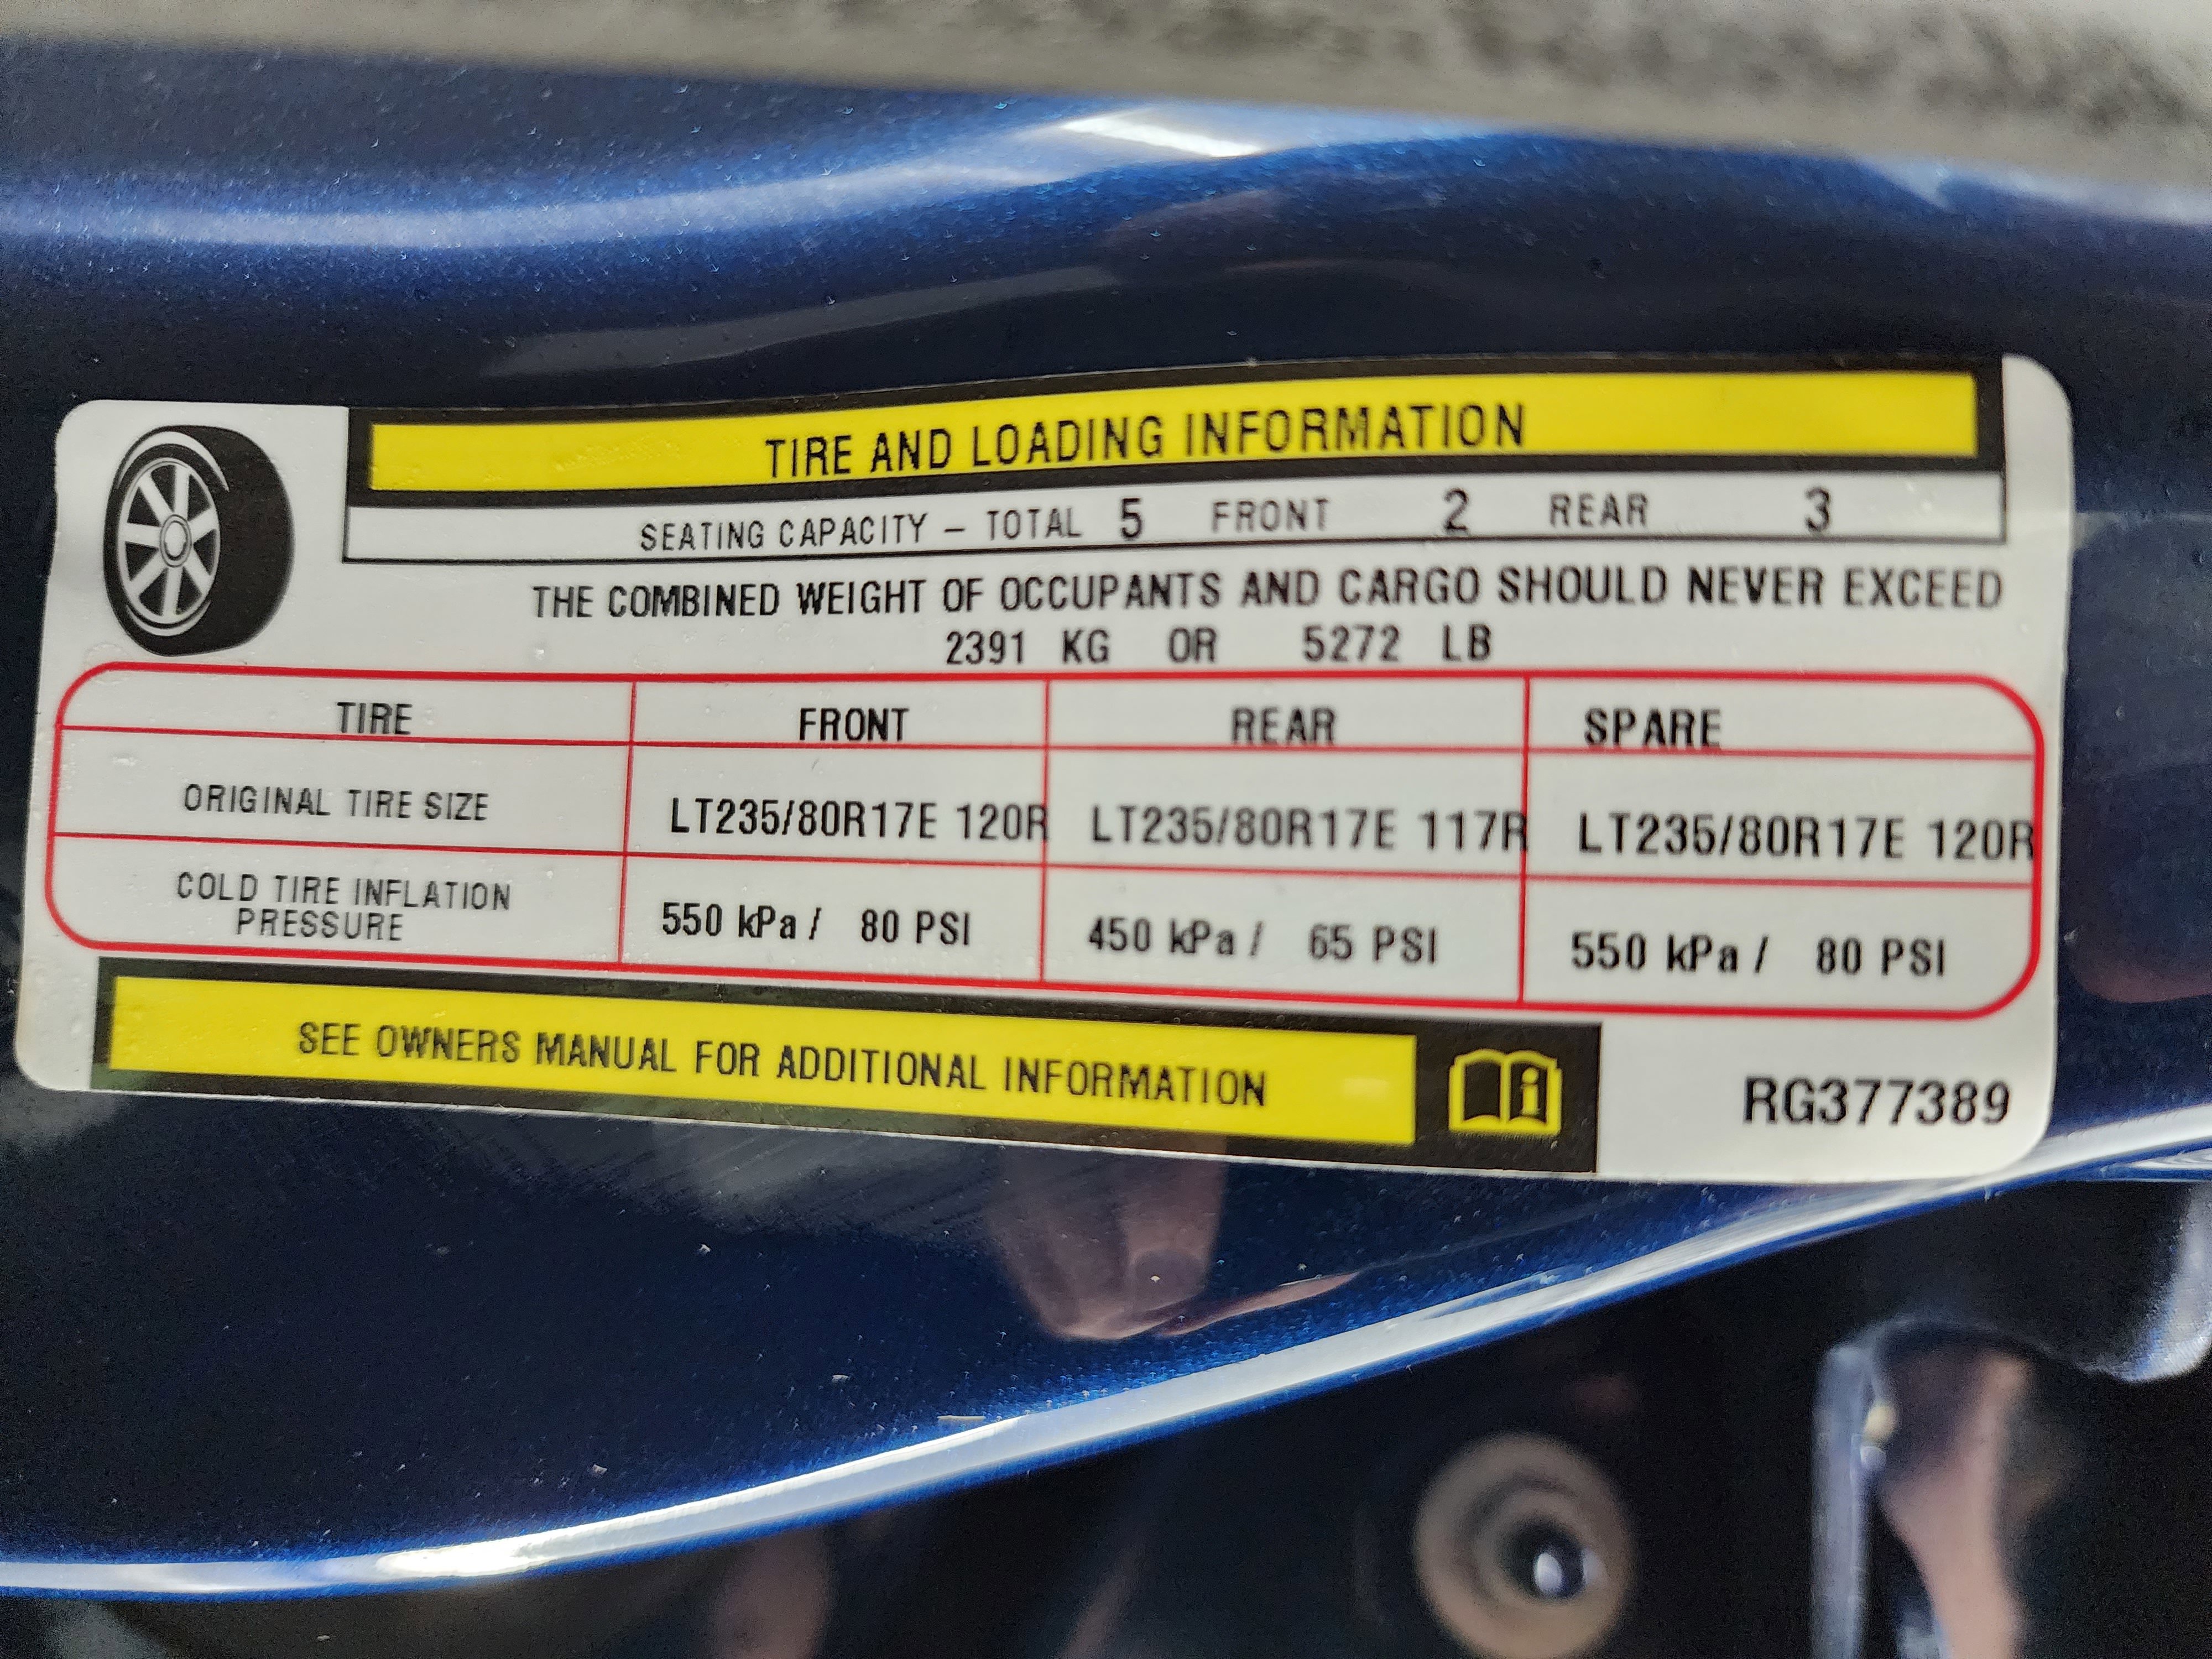 TIRE AND LOADING INFORMATION
SEATING CAPACITY – TOTAL 5 FRONT 2 REAR 3
THE COMBINED WEIGHT OF OCCUPANTS AND CARGO SHOULD NEVER EXCEED
2391 KG OR 5272 LB
TIRE FRONT REAR SPARE
ORIGINAL TIRE SIZE LT235/80R17E 120R LT235/80R17E 117R LT235/80R17E 120R
COLD TIRE INFLATION
PRESSURE 550 kPa / 80 PSI 450 kPa / 65 PSI 550 kPa / 80 PSI
SEE OWNERS MANUAL FOR ADDITIONAL INFORMATION
RG377389